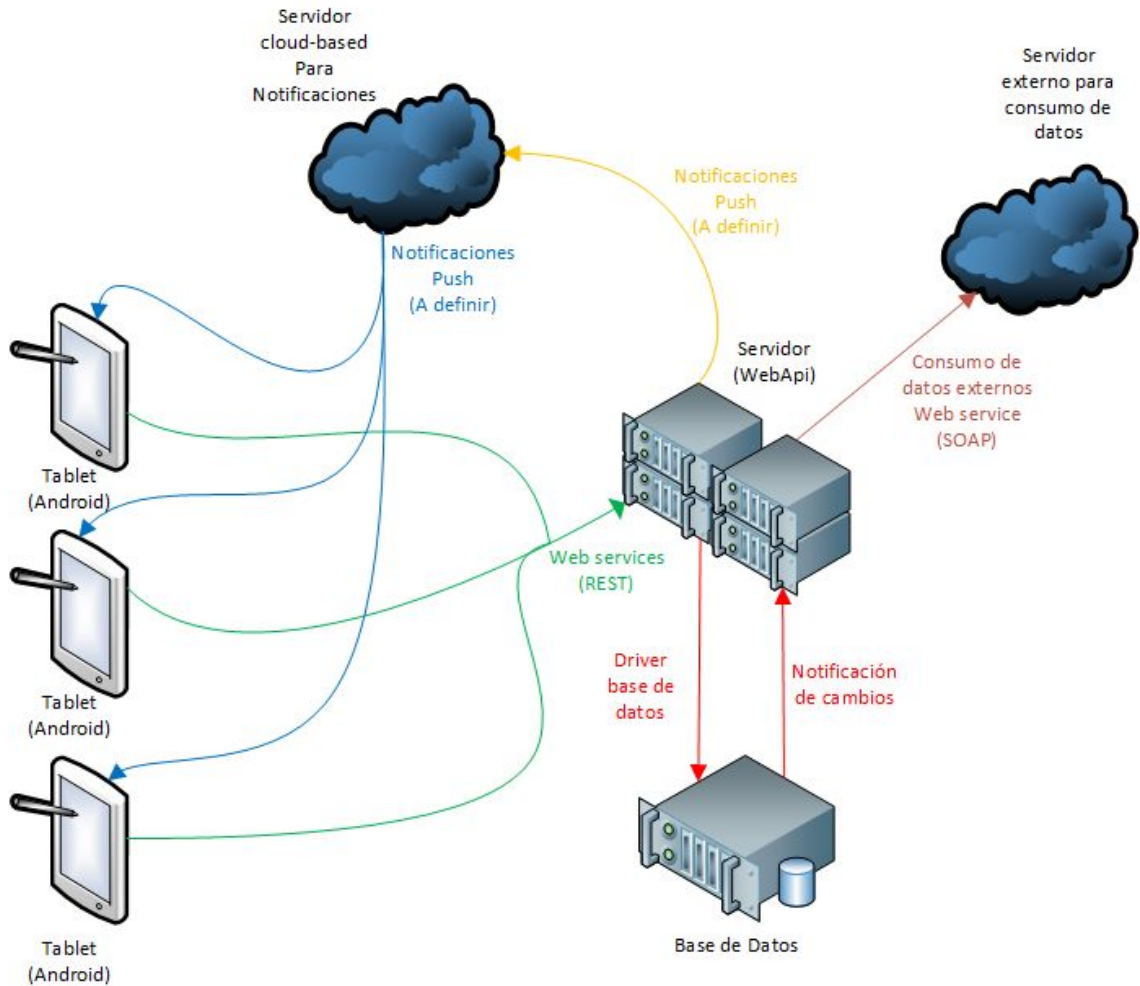 Servidor
cloud-based
Para
Notificaciones
Servidor
externo para
consumo de
datos
Notificaciones
Push
(A definir)
Notificaciones
Push
(A definir)
Servidor
(WebApi)
Consumo de
datos externos
Web service
(SOAP)
Tablet
(Android)
Web services
(REST)
Driver
base de
datos
Notificación
de cambios
Tablet
(Android)
Base de Datos
Tablet
(Android)